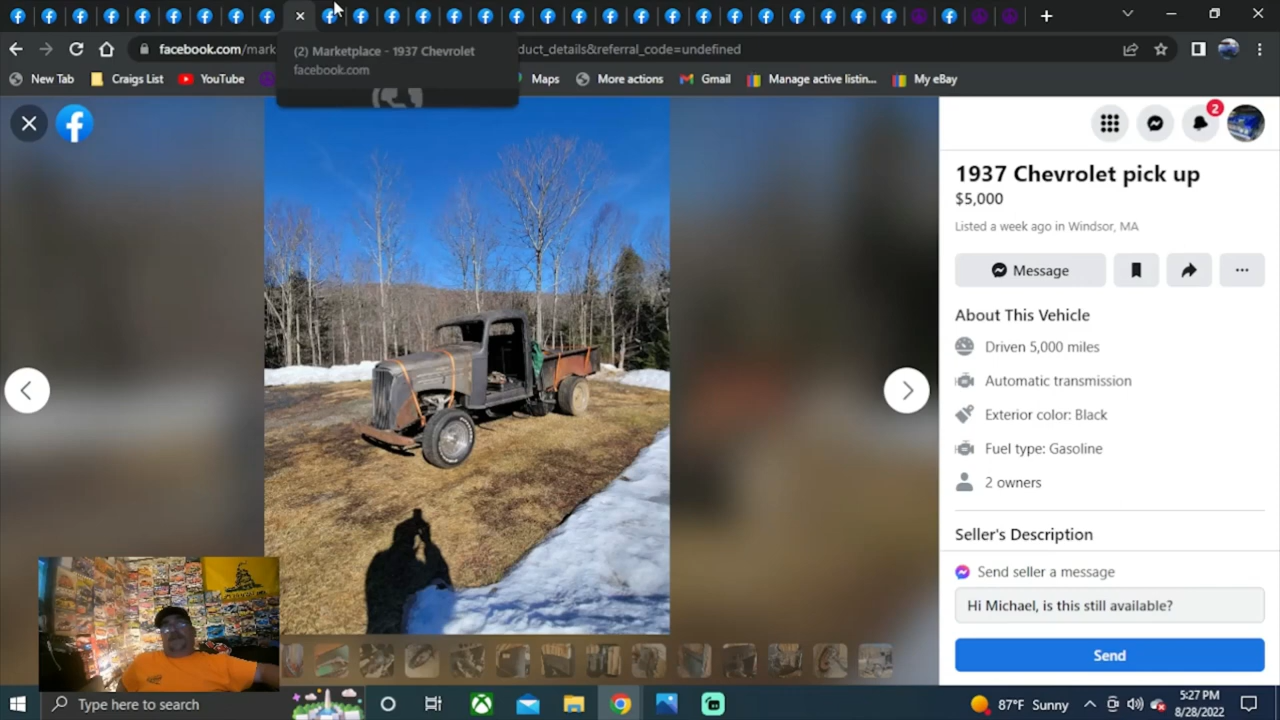 facebook.com/mark
duct_details&referral_code=undefined
(2) Marketplace - 1937 Chevrolet
facebook.com
New Tab
Craigs List
YouTube
Maps
More actions
Gmail
Manage active listin...
My eBay
2
1937 Chevrolet pick up
$5,000
Listed a week ago in Windsor, MA
Message
About This Vehicle
Driven 5,000 miles
Automatic transmission
Exterior color: Black
Fuel type: Gasoline
2 owners
Seller's Description
Send seller a message
Hi Michael, is this still available?
Send
Type here to search
87°F Sunny
5:27 PM
8/28/2022